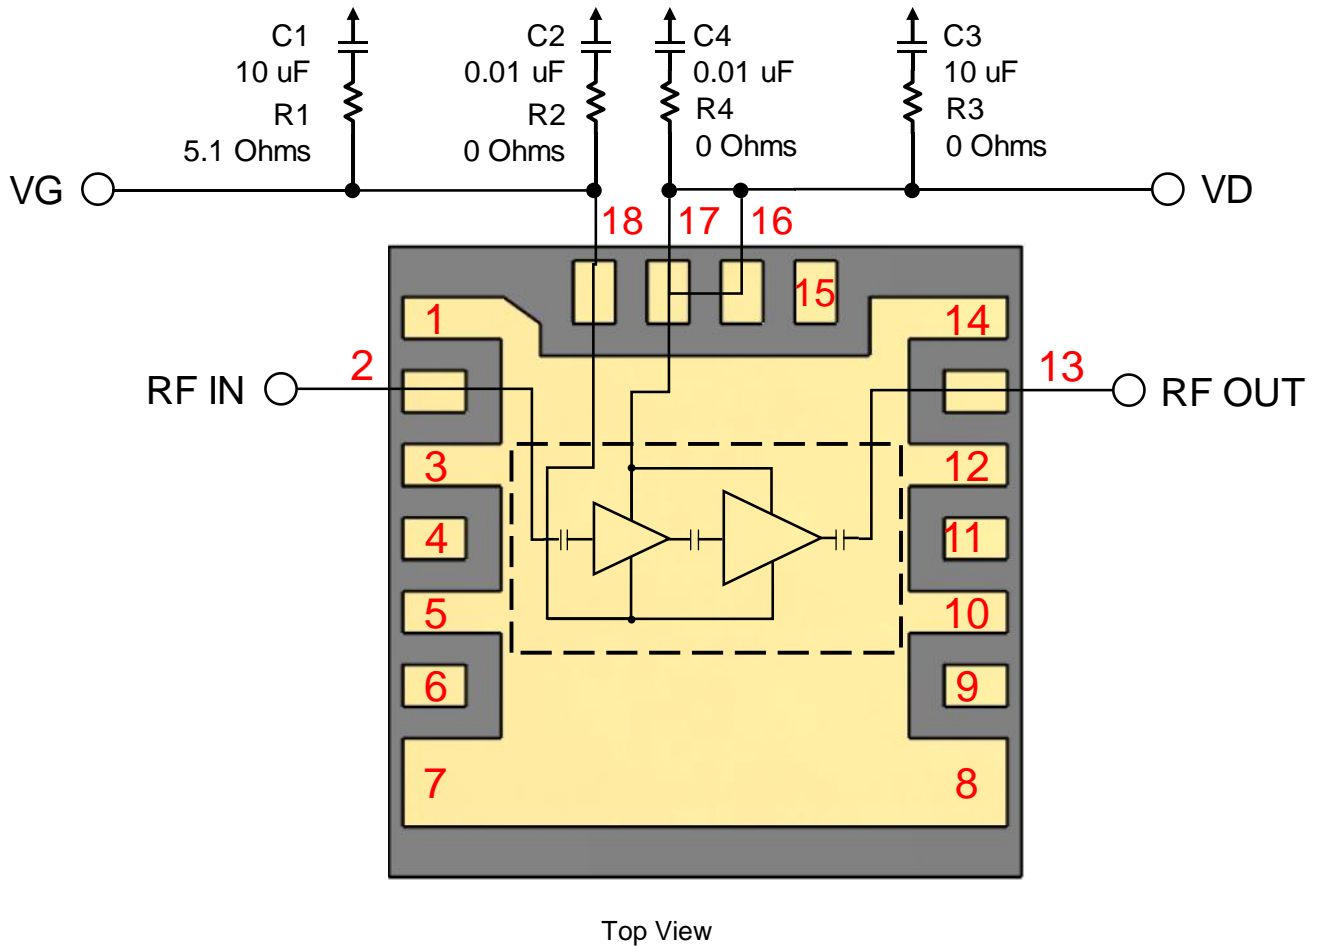 C1
10 uF
R1
5.1 Ohms
C2
0.01 uF
R2
0 Ohms
C4
0.01 uF
R4
0 Ohms
C3
10 uF
R3
0 Ohms
VG
VD
18
17
16
15
1
14
2
13
RF IN
RF OUT
3
12
4
11
5
10
6
9
7
8
Top View